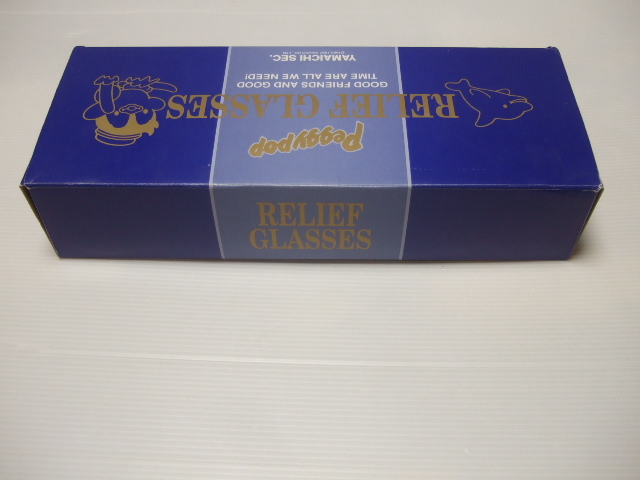 Peggypop
RELIEF GLASSES
GOOD FRIENDS AND GOOD
TIME ARE ALL WE NEED!
YAMAICHI SEC.
RELIEF
GLASSES